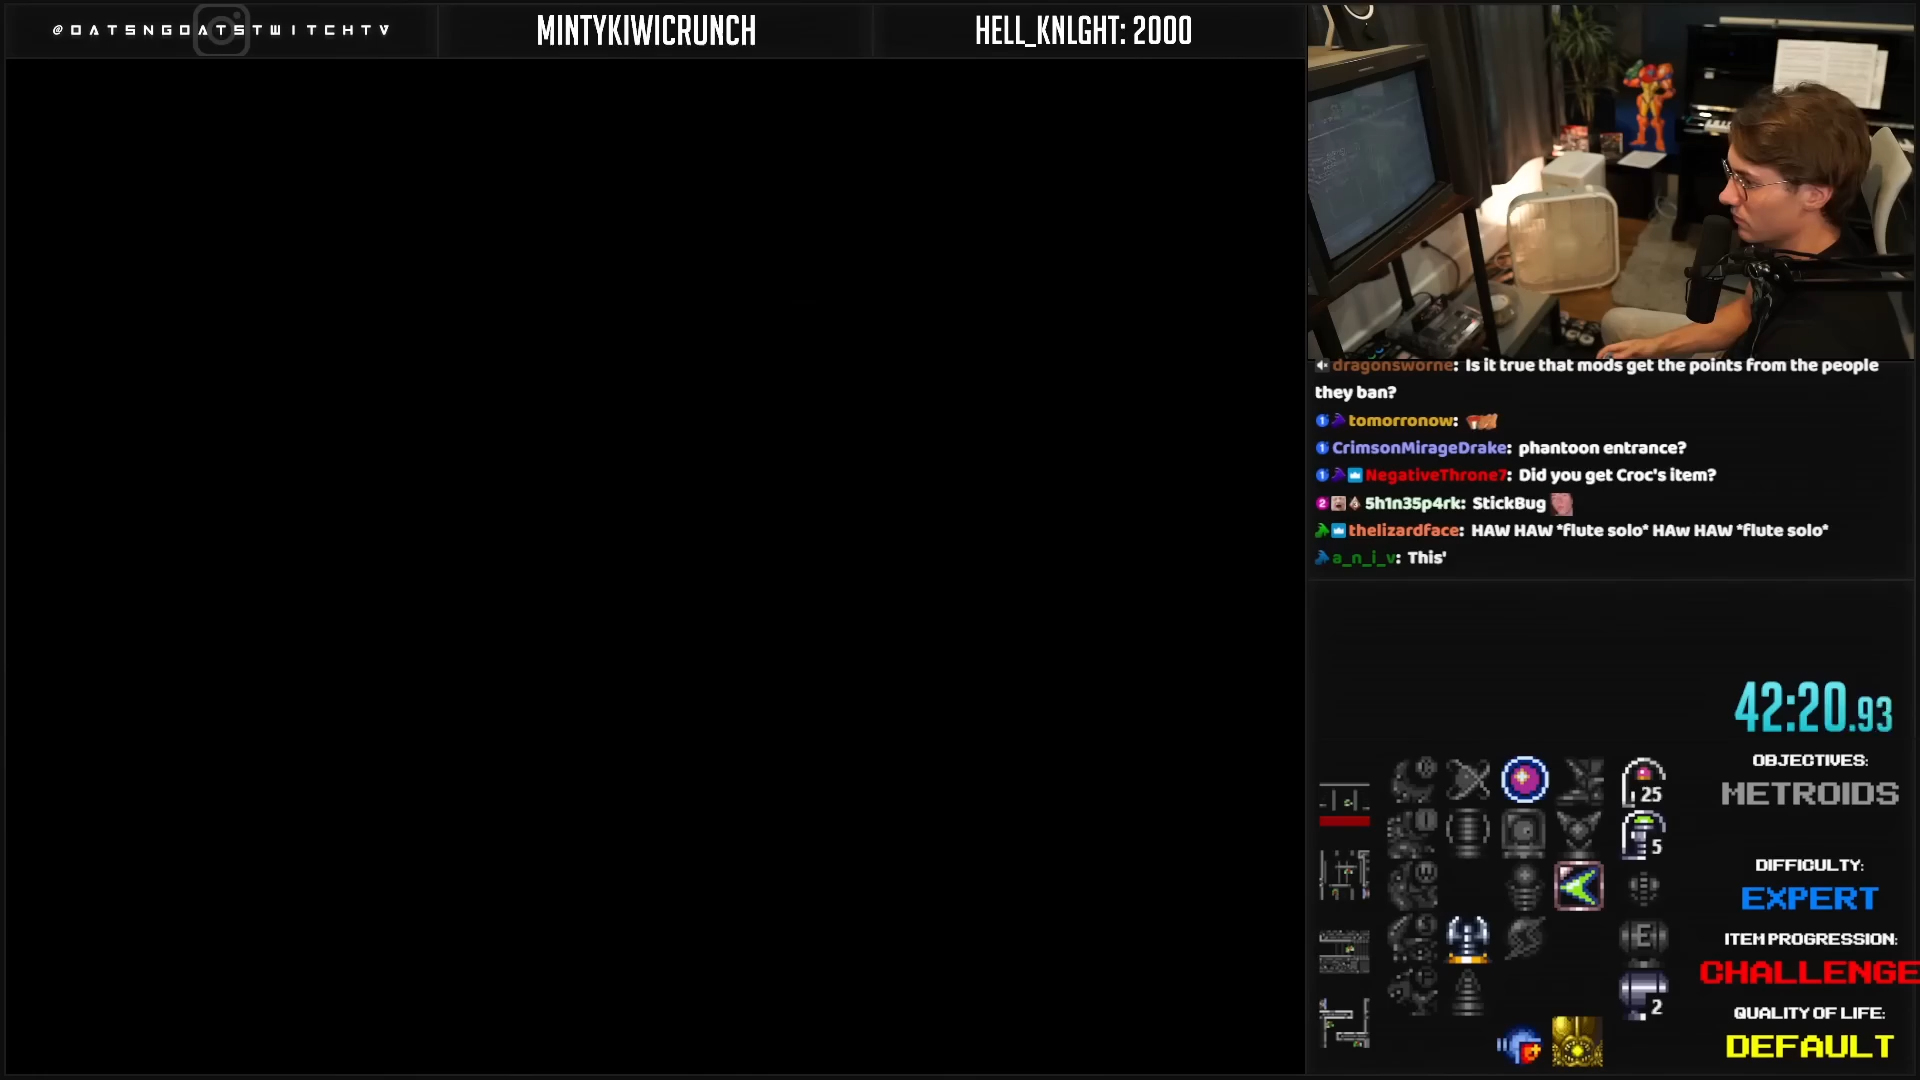 @OATSNGOATSTWITCHTV
MINTYKIWICRUNCH
HELL_KNLGHT: 2000
dragonsworne: Is it true that mods get the points from the people
they ban?
tomorronow:
CrimsonMirageDrake: phantoon entrance?
NegativeThrone7: Did you get Croc's item?
5h1n35p4rk: StickBug
thelizardface: HAW HAW *flute solo* HAw HAW *flute solo*
a_n_i_v: This'
42:20.93
OBJECTIVES:
METROIDS
25
5
DIFFICULTY:
EXPERT
E
ITEM PROGRESSION:
CHALLENGE
2
QUALITY OF LIFE:
DEFAULT